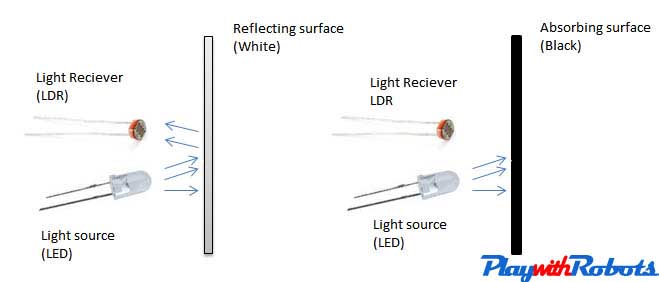 Reflecting surface
(White)
Light Reciever
(LDR)
Light source
(LED)
Absorbing surface
(Black)
Light Reciever
LDR
Light source
(LED)
PlaywithRobots